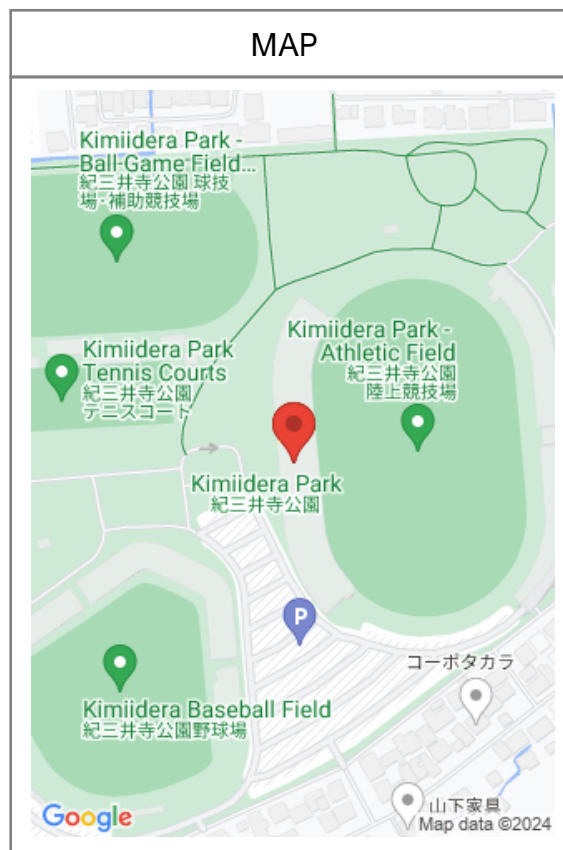 MAP
Kimiidera Park -
Ball Game Field...
紀三井寺公園 球技
場·補助競技場
Kimiidera Park -
Athletic Field
紀三井寺公園
陸上競技場
Kimiidera Park
Tennis Courts
紀三井寺公園
テニスコート
Kimiidera Park
紀三井寺公園
P
コーポタカラ
Kimiidera Baseball Field
紀三井寺公園野球場
山下家具
Google
Map data ©2024